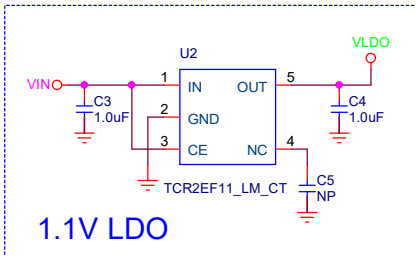 VLDO
U2
VIN
1
IN
OUT
5
C3
1.0uF
2
GND
C4
1.0uF
3
CE
NC
4
TCR2EF11_LM_CT
C5
NP
1.1V LDO